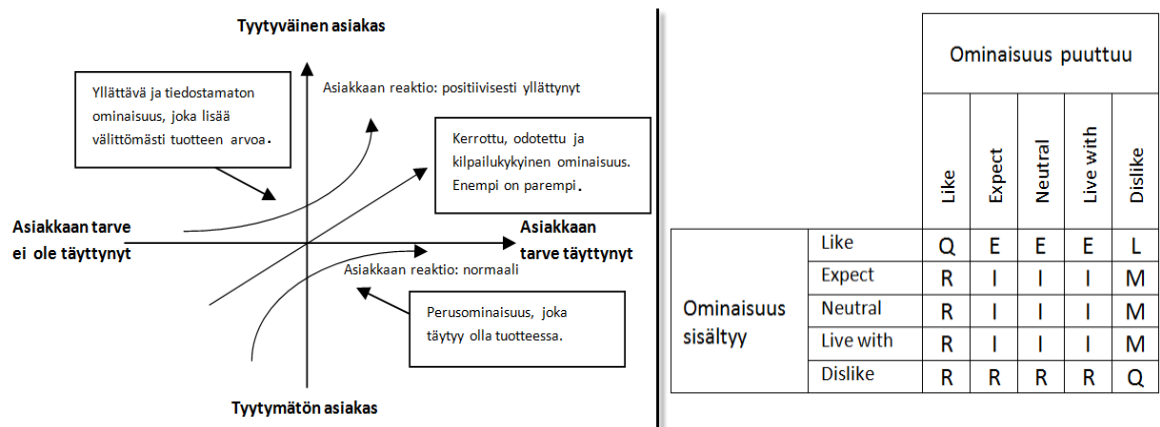 Tyytyväinen asiakas
Yllättävä ja tiedostamaton
ominaisuus, joka lisää
välittömästi tuotteen arvoa.
Asiakkaan reaktio: positiivisesti yllättynyt
Kerrottu, odotettu ja
kilpailukykyinen ominaisuus.
Enempi on parempi.
Asiakkaan tarve
ei ole täyttynyt
Asiakkaan
tarve täyttynyt
Asiakkaan reaktio: normaali
Perusominaisuus, joka
täytyy olla tuotteessa.
Tyytymätön asiakas
Ominaisuus puuttuu
Like Expect Neutral Live with Dislike
Ominaisuus
sisältyy
Like Q E E E L
Expect R I I I M
Neutral R I I I M
Live with R I I I M
Dislike R R R R Q